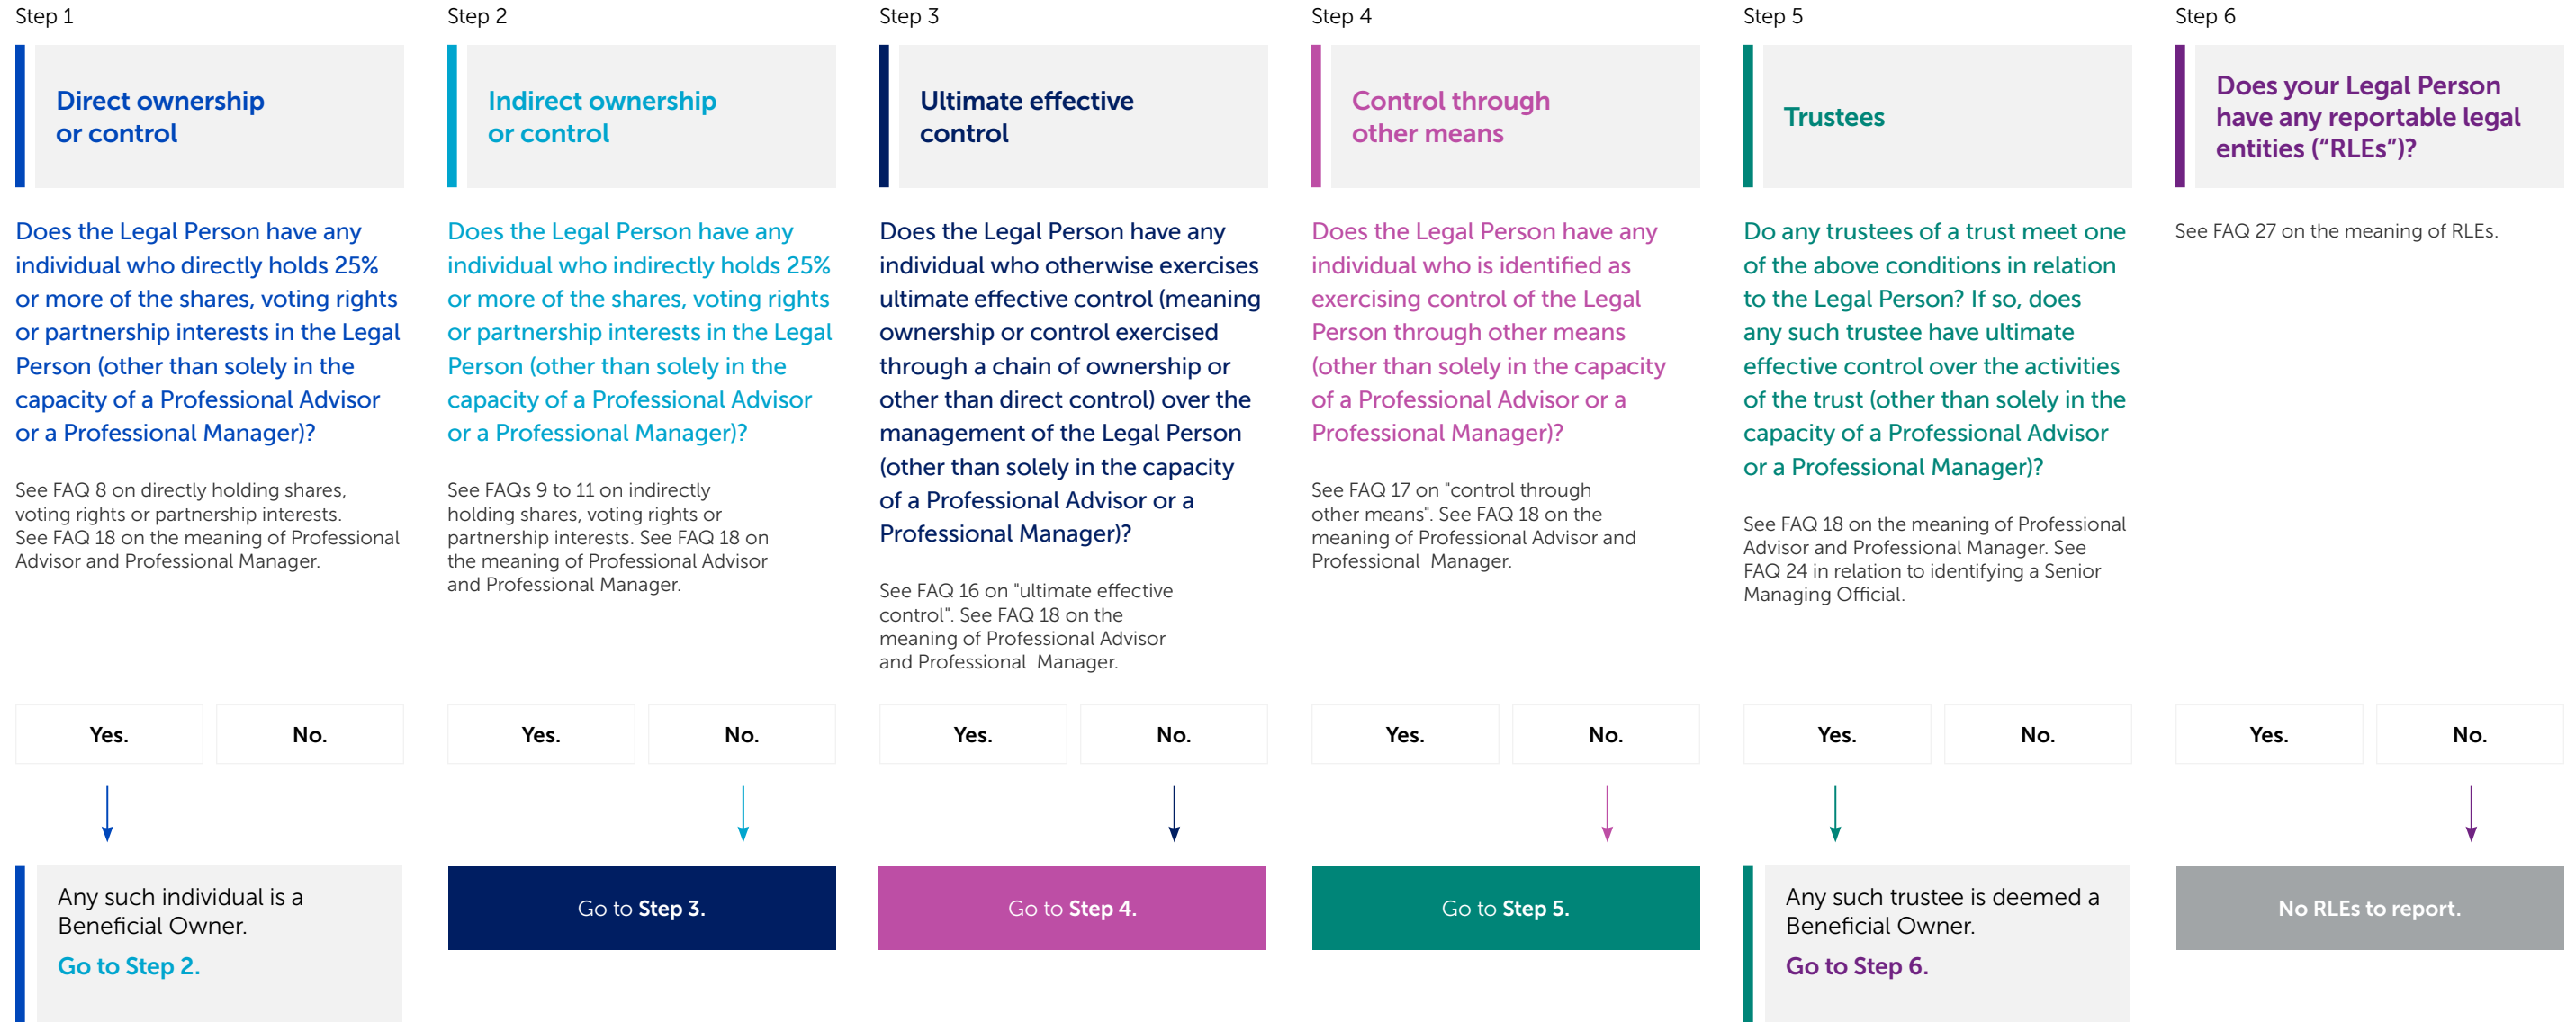 Step 1
Direct ownership
or control
Does the Legal Person have any
individual who directly holds 25%
or more of the shares, voting rights
or partnership interests in the Legal
Person (other than solely in the
capacity of a Professional Advisor
or a Professional Manager)?
See FAQ 8 on directly holding shares,
voting rights or partnership interests.
See FAQ 18 on the meaning of Professional
Advisor and Professional Manager.
Yes.
No.
Any such individual is a
Beneficial Owner.
Go to Step 2.
Step 2
Indirect ownership
or control
Does the Legal Person have any
individual who indirectly holds 25%
or more of the shares, voting rights
or partnership interests in the Legal
Person (other than solely in the
capacity of a Professional Advisor
or a Professional Manager)?
See FAQs 9 to 11 on indirectly
holding shares, voting rights or
partnership interests. See FAQ 18 on
the meaning of Professional Advisor
and Professional Manager.
Yes.
No.
Go to Step 3.
Step 3
Ultimate effective
control
Does the Legal Person have any
individual who otherwise exercises
ultimate effective control (meaning
ownership or control exercised
through a chain of ownership or
other than direct control) over the
management of the Legal Person
(other than solely in the capacity
of a Professional Advisor or a
Professional Manager)?
See FAQ 16 on "ultimate effective
control". See FAQ 18 on the
meaning of Professional Advisor
and Professional Manager.
Yes.
No.
Go to Step 4.
Step 4
Control through
other means
Does the Legal Person have any
individual who is identified as
exercising control of the Legal
Person through other means
(other than solely in the capacity
of a Professional Advisor or a
Professional Manager)?
See FAQ 17 on "control through
other means". See FAQ 18 on the
meaning of Professional Advisor and
Professional Manager.
Yes.
No.
Go to Step 5.
Step 5
Trustees
Do any trustees of a trust meet one
of the above conditions in relation
to the Legal Person? If so, does
any such trustee have ultimate
effective control over the activities
of the trust (other than solely in the
capacity of a Professional Advisor
or a Professional Manager)?
See FAQ 18 on the meaning of Professional
Advisor and Professional Manager. See
FAQ 24 in relation to identifying a Senior
Managing Official.
Yes.
No.
Any such trustee is deemed a
Beneficial Owner.
Go to Step 6.
Step 6
Does your Legal Person
have any reportable legal
entities (“RLEs”)?
See FAQ 27 on the meaning of RLEs.
Yes.
No.
No RLEs to report.